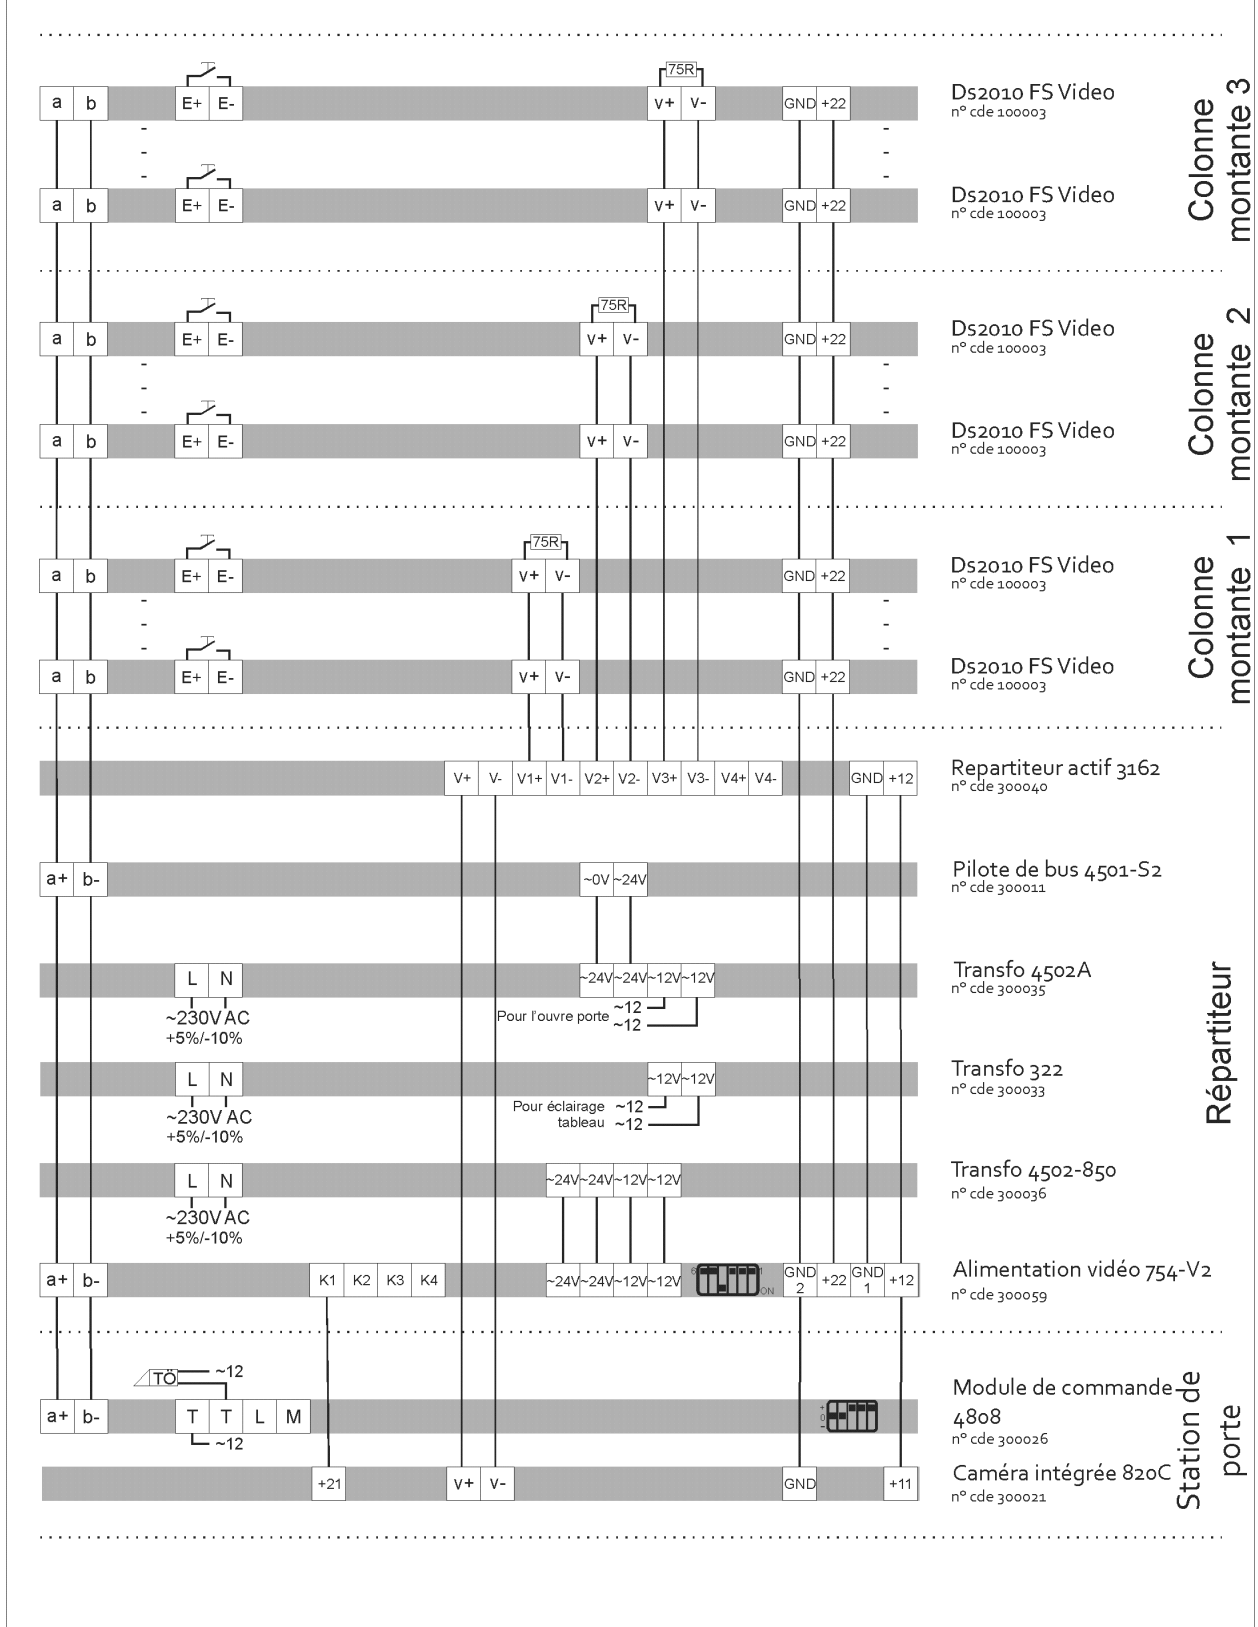 75R
a b E+ E- v+ v- GND +22 Ds2010 FS Video
n° cde 100003
a b E+ E- v+ v- GND +22 Ds2010 FS Video
n° cde 100003
Colonne
montante 3
75R
a b E+ E- v+ v- GND +22 Ds2010 FS Video
n° cde 100003
a b E+ E- v+ v- GND +22 Ds2010 FS Video
n° cde 100003
Colonne
montante 2
75R
a b E+ E- v+ v- GND +22 Ds2010 FS Video
n° cde 100003
a b E+ E- v+ v- GND +22 Ds2010 FS Video
n° cde 100003
Colonne
montante 1
V+ V- V1+ V1- V2+ V2- V3+ V3- V4+ V4- GND +12 Repartiteur actif 3162
n° cde 300040
a+ b- ~0V ~24V Pilote de bus 4501-S2
n° cde 300011
L N ~24V ~24V ~12V ~12V Transfo 4502A
n° cde 300035
~230V AC
+5%/-10%
Pour l'ouvre porte
~12
~12
L N ~12V ~12V Transfo 322
n° cde 300033
~230V AC
+5%/-10%
Pour éclairage
tableau
~12
~12
L N ~24V ~24V ~12V ~12V Transfo 4502-850
n° cde 300036
~230V AC
+5%/-10%
a+ b- K1 K2 K3 K4 ~24V ~24V ~12V ~12V 6 1 ON GND 2 +22 GND 1 +12 Alimentation vidéo 754-V2
n° cde 300059
Répartiteur
TÖ ~12
a+ b- T T L M + 0 - Module de commande
4808
n° cde 300026
~12
+21 v+ v- GND +11 Caméra intégrée 820C
n° cde 300021
Station de
porte